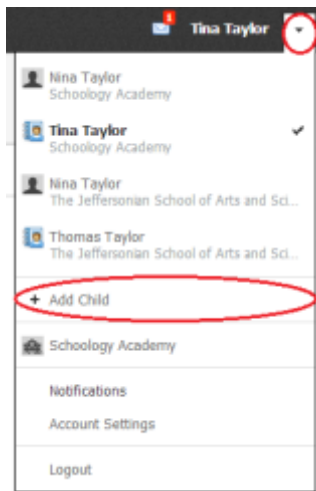 1
Tina Taylor
Nina Taylor
Schoology Academy
Tina Taylor
Schoology Academy
Nina Taylor
The Jeffersonian School of Arts and Sci...
Thomas Taylor
The Jeffersonian School of Arts and Sci...
+ Add Child
Schoology Academy
Notifications
Account Settings
Logout